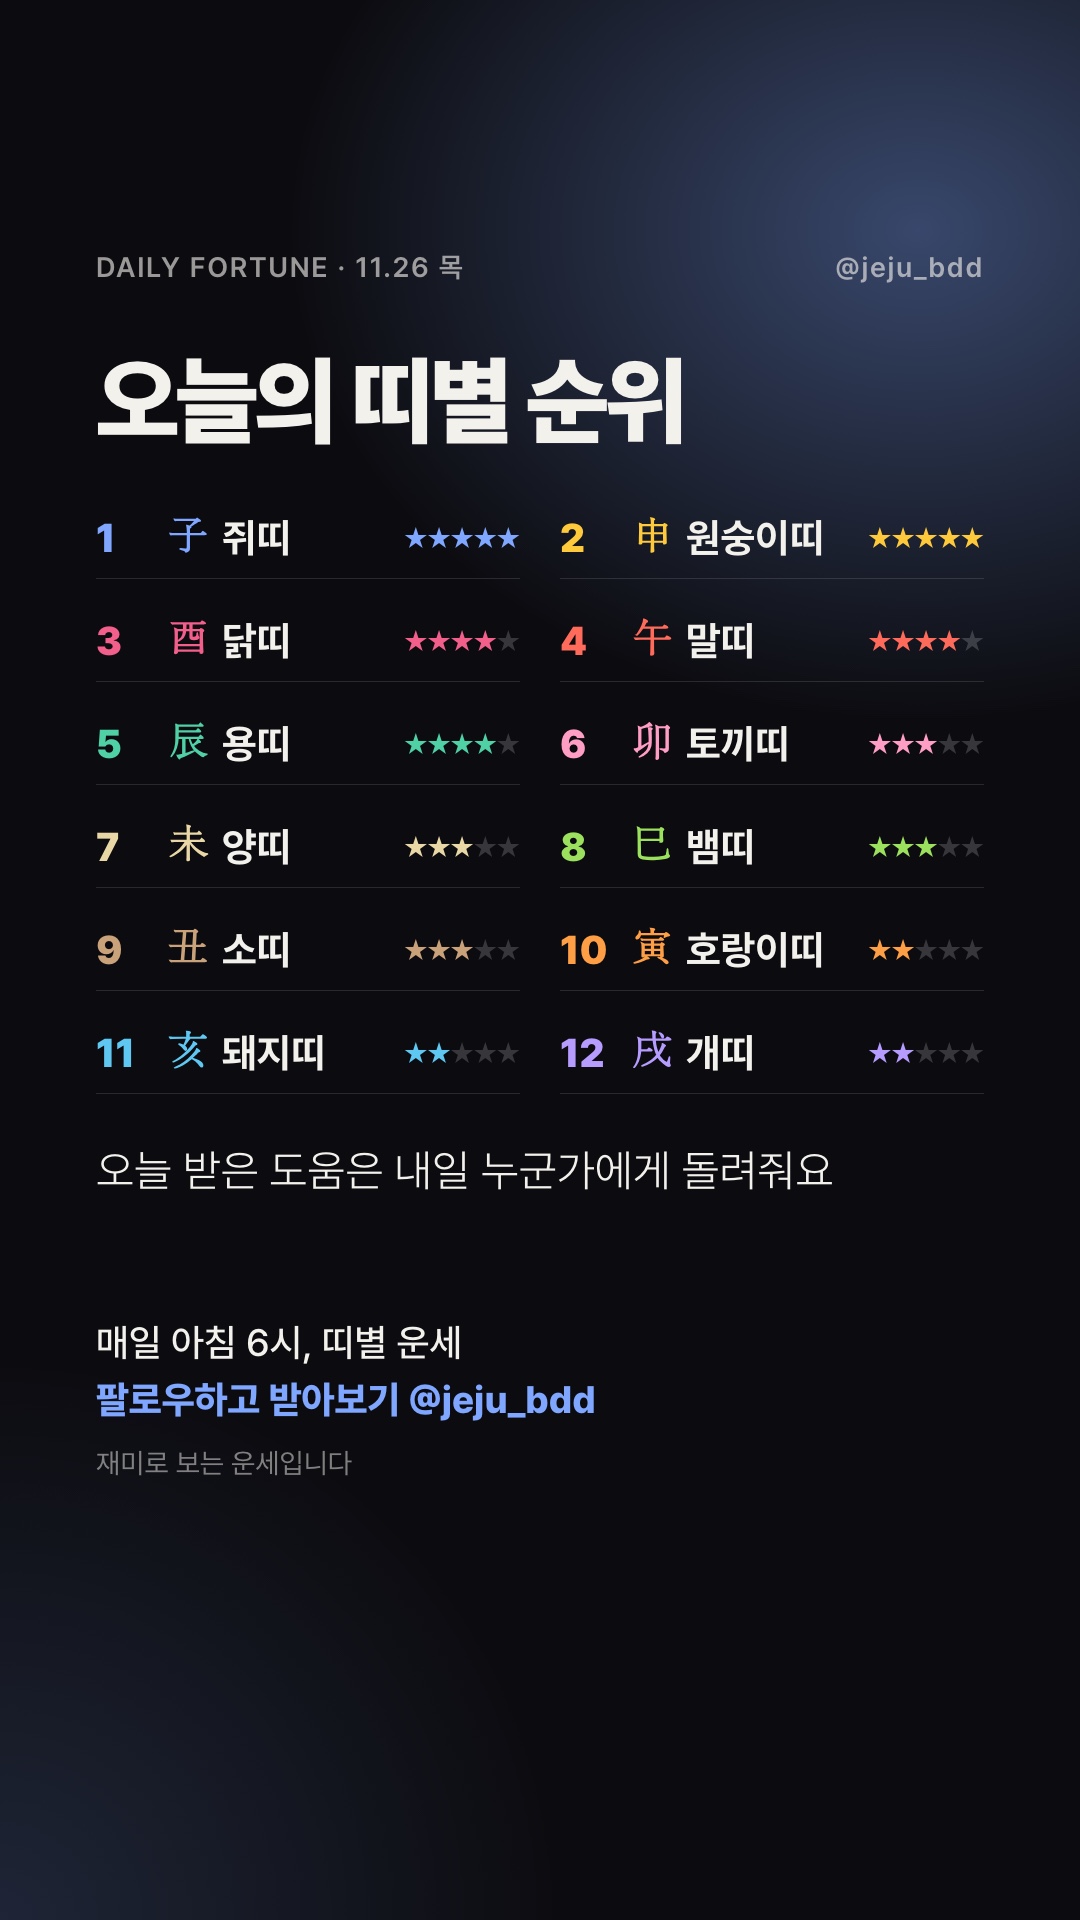 DAILY FORTUNE · 11.26 목
@jeju_bdd
오늘의 띠별 순위
1 子 쥐띠 ★★★★★
2 申 원숭이띠 ★★★★★
3 酉 닭띠 ★★★★★
4 午 말띠 ★★★★★
5 辰 용띠 ★★★★★
6 卯 토끼띠 ★★★★★
7 未 양띠 ★★★★★
8 巳 뱀띠 ★★★★★
9 丑 소띠 ★★★★★
10 寅 호랑이띠 ★★★★★
11 亥 돼지띠 ★★★★★
12 戌 개띠 ★★★★★
오늘 받은 도움은 내일 누군가에게 돌려줘요
매일 아침 6시, 띠별 운세
팔로우하고 받아보기 @jeju_bdd
재미로 보는 운세입니다